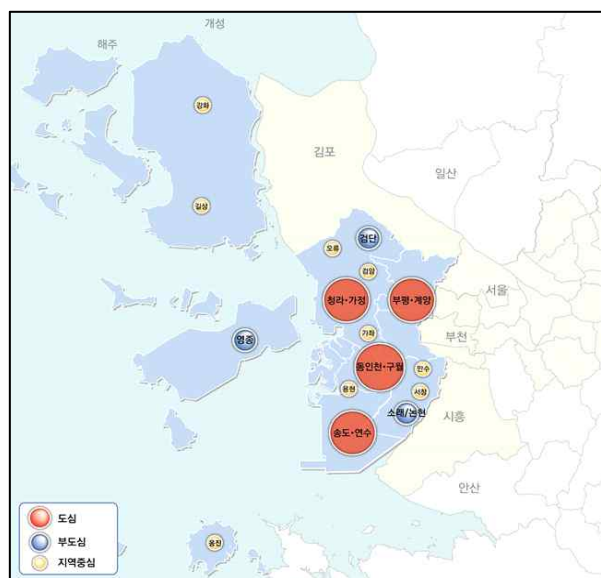 개성
해주
강화
김포
일산
길상
오류
검단
검암
청라·가정
부평·계양
서울
가좌
부천
영종
동인천·구월
만수
용현
서창
소래/논현
시흥
송도·연수
안산
도심
부도심
지역중심
옹진